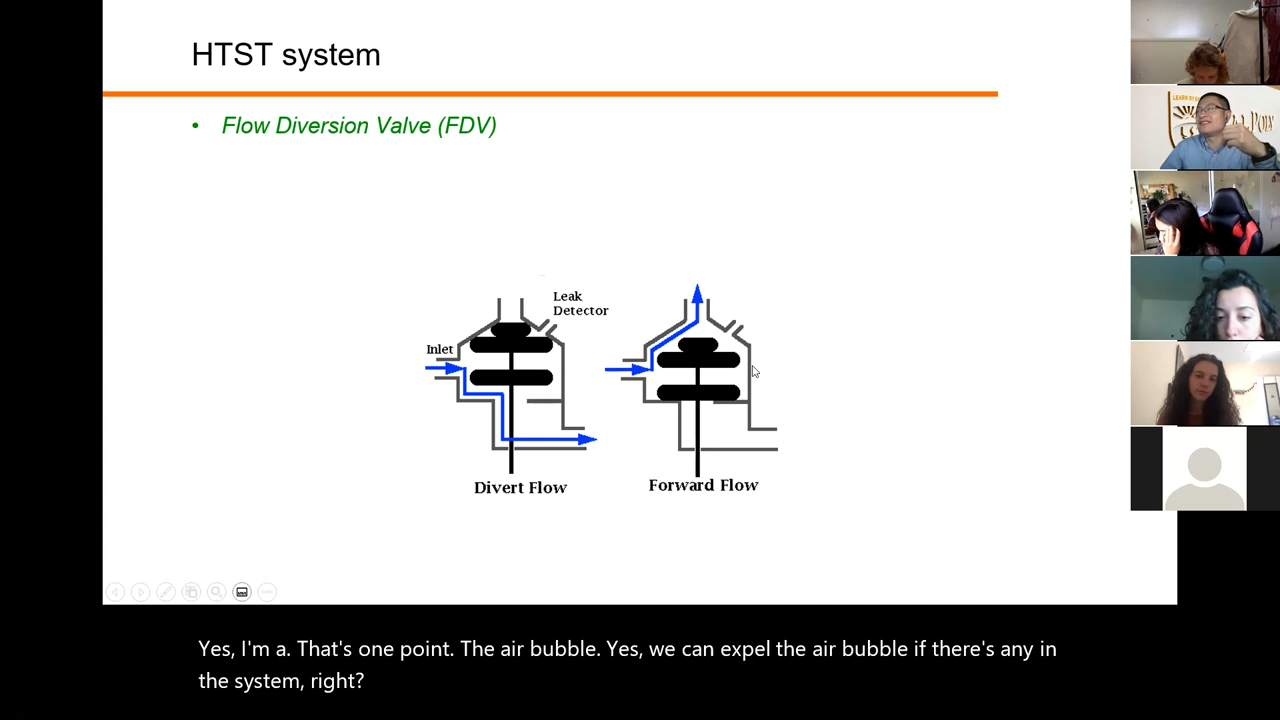 HTST system
• Flow Diversion Valve (FDV)
Leak
Detector
Inlet
Divert Flow
Forward Flow
Yes, I'm a. That's one point. The air bubble. Yes, we can expel the air bubble if there's any in
the system, right?